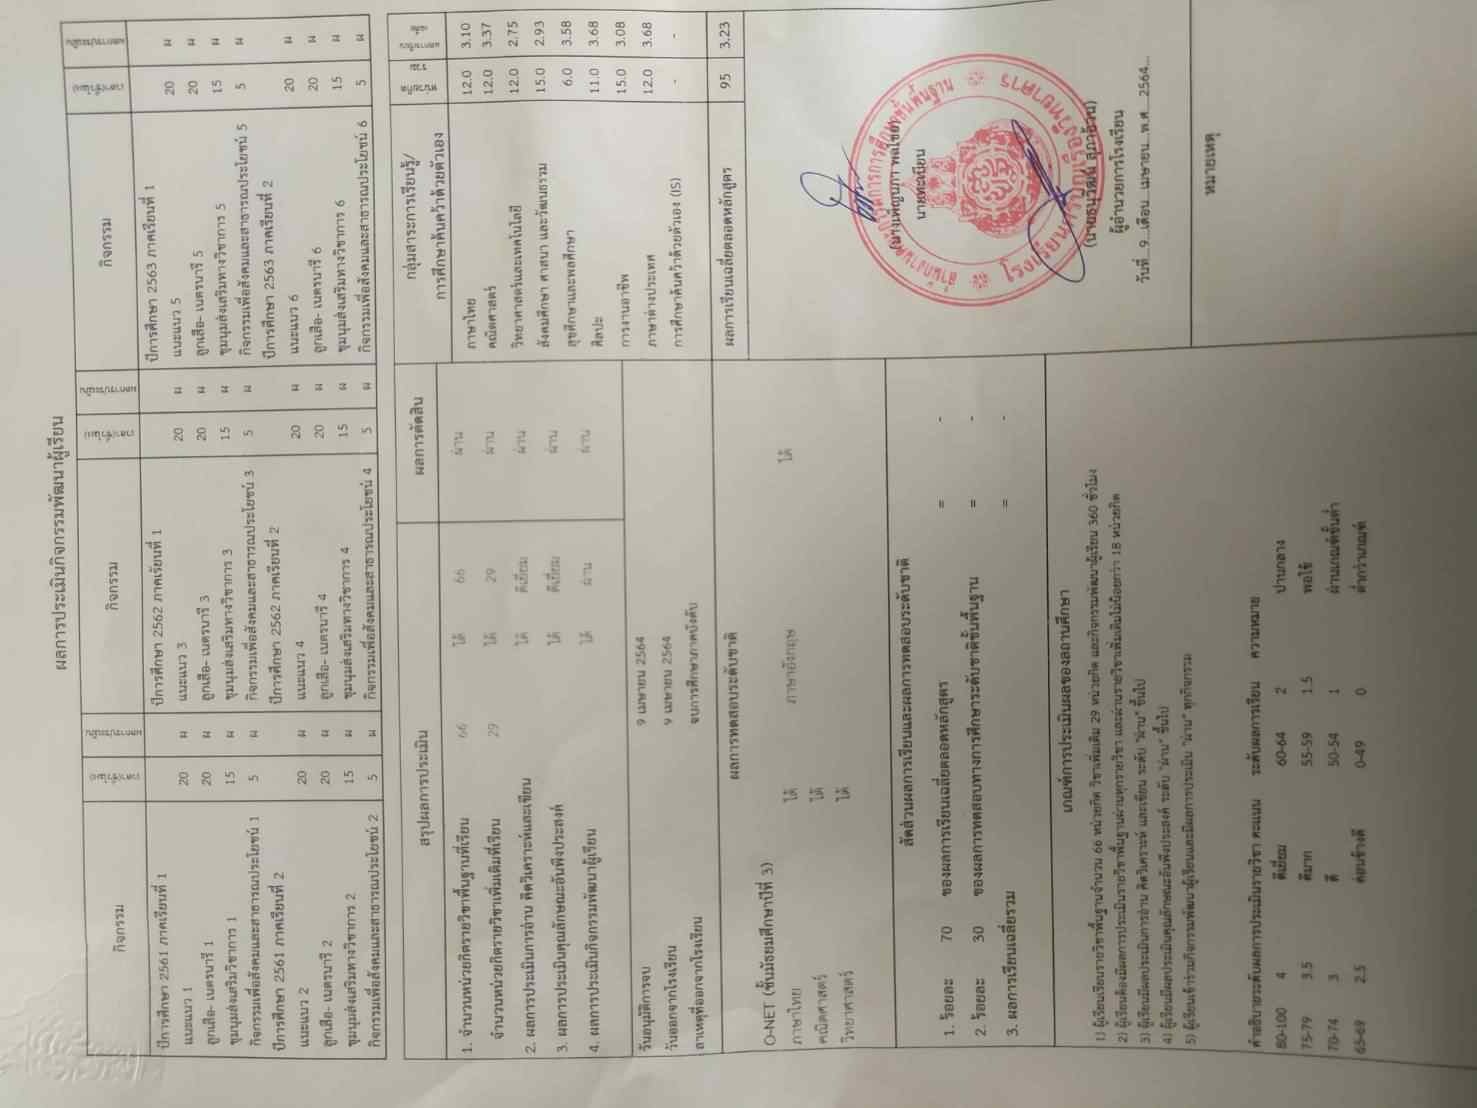 ผลการประเมินกิจกรรมพัฒนาผู้เรียน
กิจกรรม เวลา(ชั่วโมง) ผลการประเมิน กิจกรรม เวลา(ชั่วโมง) ผลการประเมิน กิจกรรม เวลา(ชั่วโมง) ผลการประเมิน
ปีการศึกษา 2561 ภาคเรียนที่ 1 ปีการศึกษา 2562 ภาคเรียนที่ 1 ปีการศึกษา 2563 ภาคเรียนที่ 1
แนะแนว 1 20 ผ แนะแนว 3 20 ผ แนะแนว 5 20 ผ
ลูกเสือ- เนตรนารี 1 20 ผ ลูกเสือ- เนตรนารี 3 20 ผ ลูกเสือ- เนตรนารี 5 20 ผ
ชุมนุมส่งเสริมวิชาการ 1 15 ผ ชุมนุมส่งเสริมทางวิชาการ 3 15 ผ ชุมนุมส่งเสริมทางวิชาการ 5 15 ผ
กิจกรรมเพื่อสังคมและสาธารณประโยชน์ 1 5 ผ กิจกรรมเพื่อสังคมและสาธารณประโยชน์ 3 5 ผ กิจกรรมเพื่อสังคมและสาธารณประโยชน์ 5 5 ผ
ปีการศึกษา 2561 ภาคเรียนที่ 2 ปีการศึกษา 2562 ภาคเรียนที่ 2 ปีการศึกษา 2563 ภาคเรียนที่ 2
แนะแนว 2 20 ผ แนะแนว 4 20 ผ แนะแนว 6 20 ผ
ลูกเสือ- เนตรนารี 2 20 ผ ลูกเสือ- เนตรนารี 4 20 ผ ลูกเสือ- เนตรนารี 6 20 ผ
ชุมนุมส่งเสริมทางวิชาการ 2 15 ผ ชุมนุมส่งเสริมทางวิชาการ 4 15 ผ ชุมนุมส่งเสริมทางวิชาการ 6 15 ผ
กิจกรรมเพื่อสังคมและสาธารณประโยชน์ 2 5 ผ กิจกรรมเพื่อสังคมและสาธารณประโยชน์ 4 5 ผ กิจกรรมเพื่อสังคมและสาธารณประโยชน์ 6 5 ผ
สรุปผลการประเมิน ผลการตัดสิน
1. จำนวนหน่วยกิตรายวิชาพื้นฐานที่เรียน 66 ได้ 66 ผ่าน
จำนวนหน่วยกิตรายวิชาเพิ่มเติมที่เรียน 29 ได้ 29 ผ่าน
2. ผลการประเมินการอ่าน คิดวิเคราะห์และเขียน ได้ ดีเยี่ยม ผ่าน
3. ผลการประเมินคุณลักษณะอันพึงประสงค์ ได้ ดีเยี่ยม ผ่าน
4. ผลการประเมินกิจกรรมพัฒนาผู้เรียน ได้ ผ่าน ผ่าน
วันอนุมัติการจบ 9 เมษายน 2564
วันออกจากโรงเรียน 9 เมษายน 2564
สาเหตุที่ออกจากโรงเรียน จบการศึกษาภาคบังคับ
กลุ่มสาระการเรียนรู้/
การศึกษาค้นคว้าด้วยตัวเอง
หน่วยกิต รวม ผลการเรียน เฉลี่ย
ภาษาไทย 12.0 3.10
คณิตศาสตร์ 12.0 3.37
วิทยาศาสตร์และเทคโนโลยี 12.0 2.75
สังคมศึกษา ศาสนา และวัฒนธรรม 15.0 2.93
สุขศึกษาและพลศึกษา 6.0 3.58
ศิลปะ 11.0 3.68
การงานอาชีพ 15.0 3.08
ภาษาต่างประเทศ 12.0 3.68
การศึกษาค้นคว้าด้วยตัวเอง (IS) - -
ผลการเรียนเฉลี่ยตลอดหลักสูตร 95 3.23
ผลการทดสอบระดับชาติ
O-NET (ชั้นมัธยมศึกษาปีที่ 3)
ภาษาไทย ได้ ภาษาอังกฤษ ได้
คณิตศาสตร์ ได้
วิทยาศาสตร์ ได้
สัดส่วนผลการเรียนและผลการทดสอบระดับชาติ
1. ร้อยละ 70 ของผลการเรียนเฉลี่ยตลอดหลักสูตร = -
2. ร้อยละ 30 ของผลการทดสอบทางการศึกษาระดับชาติขั้นพื้นฐาน = -
3. ผลการเรียนเฉลี่ยรวม = -
สำนักงานคณะกรรมการการศึกษาขั้นพื้นฐาน
นายทะเบียน
ผู้อำนวยการโรงเรียน
วันที่...9...เดือน..เมษายน...พ.ศ...2564...
เกณฑ์การประเมินผลของสถานศึกษา
1) ผู้เรียนเรียนรายวิชาพื้นฐานจำนวน 66 หน่วยกิต วิชาเพิ่มเติม 29 หน่วยกิต และกิจกรรมพัฒนาผู้เรียน 360 ชั่วโมง
2) ผู้เรียนต้องมีผลการประเมินรายวิชาพื้นฐานผ่านทุกรายวิชา และผ่านรายวิชาเพิ่มเติมไม่น้อยกว่า 18 หน่วยกิต
3) ผู้เรียนมีผลประเมินการอ่าน คิดวิเคราะห์ และเขียน ระดับ "ผ่าน" ขึ้นไป
4) ผู้เรียนมีผลประเมินคุณลักษณะอันพึงประสงค์ ระดับ "ผ่าน" ขึ้นไป
5) ผู้เรียนเข้าร่วมกิจกรรมพัฒนาผู้เรียนและมีผลการประเมิน "ผ่าน" ทุกกิจกรรม
หมายเหตุ
คำอธิบายระดับผลการประเมินรายวิชา คะแนน ระดับผลการเรียน ความหมาย
80-100 4 ดีเยี่ยม 60-64 2 ปานกลาง
75-79 3.5 ดีมาก 55-59 1.5 พอใช้
70-74 3 ดี 50-54 1 ผ่านเกณฑ์ขั้นต่ำ
65-69 2.5 ค่อนข้างดี 0-49 0 ต่ำกว่าเกณฑ์